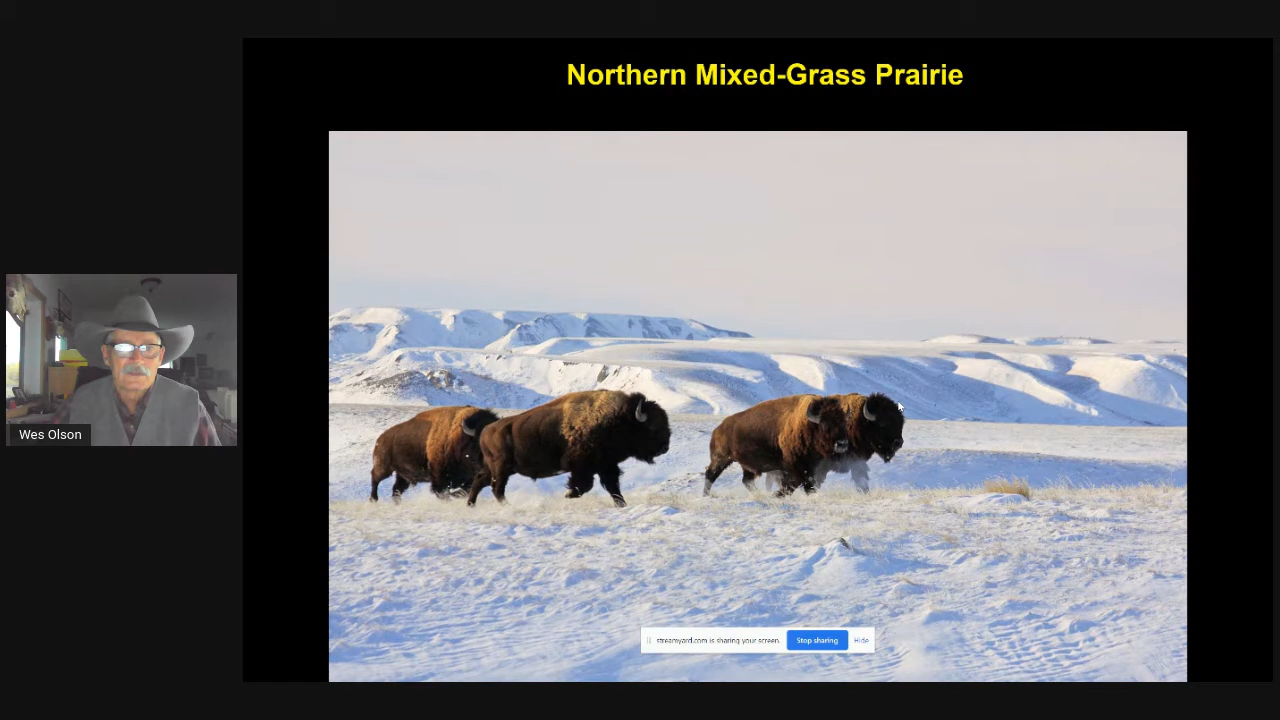 Northern Mixed-Grass Prairie
Wes Olson
streamyard.com is sharing your screen. Stop sharing Hide